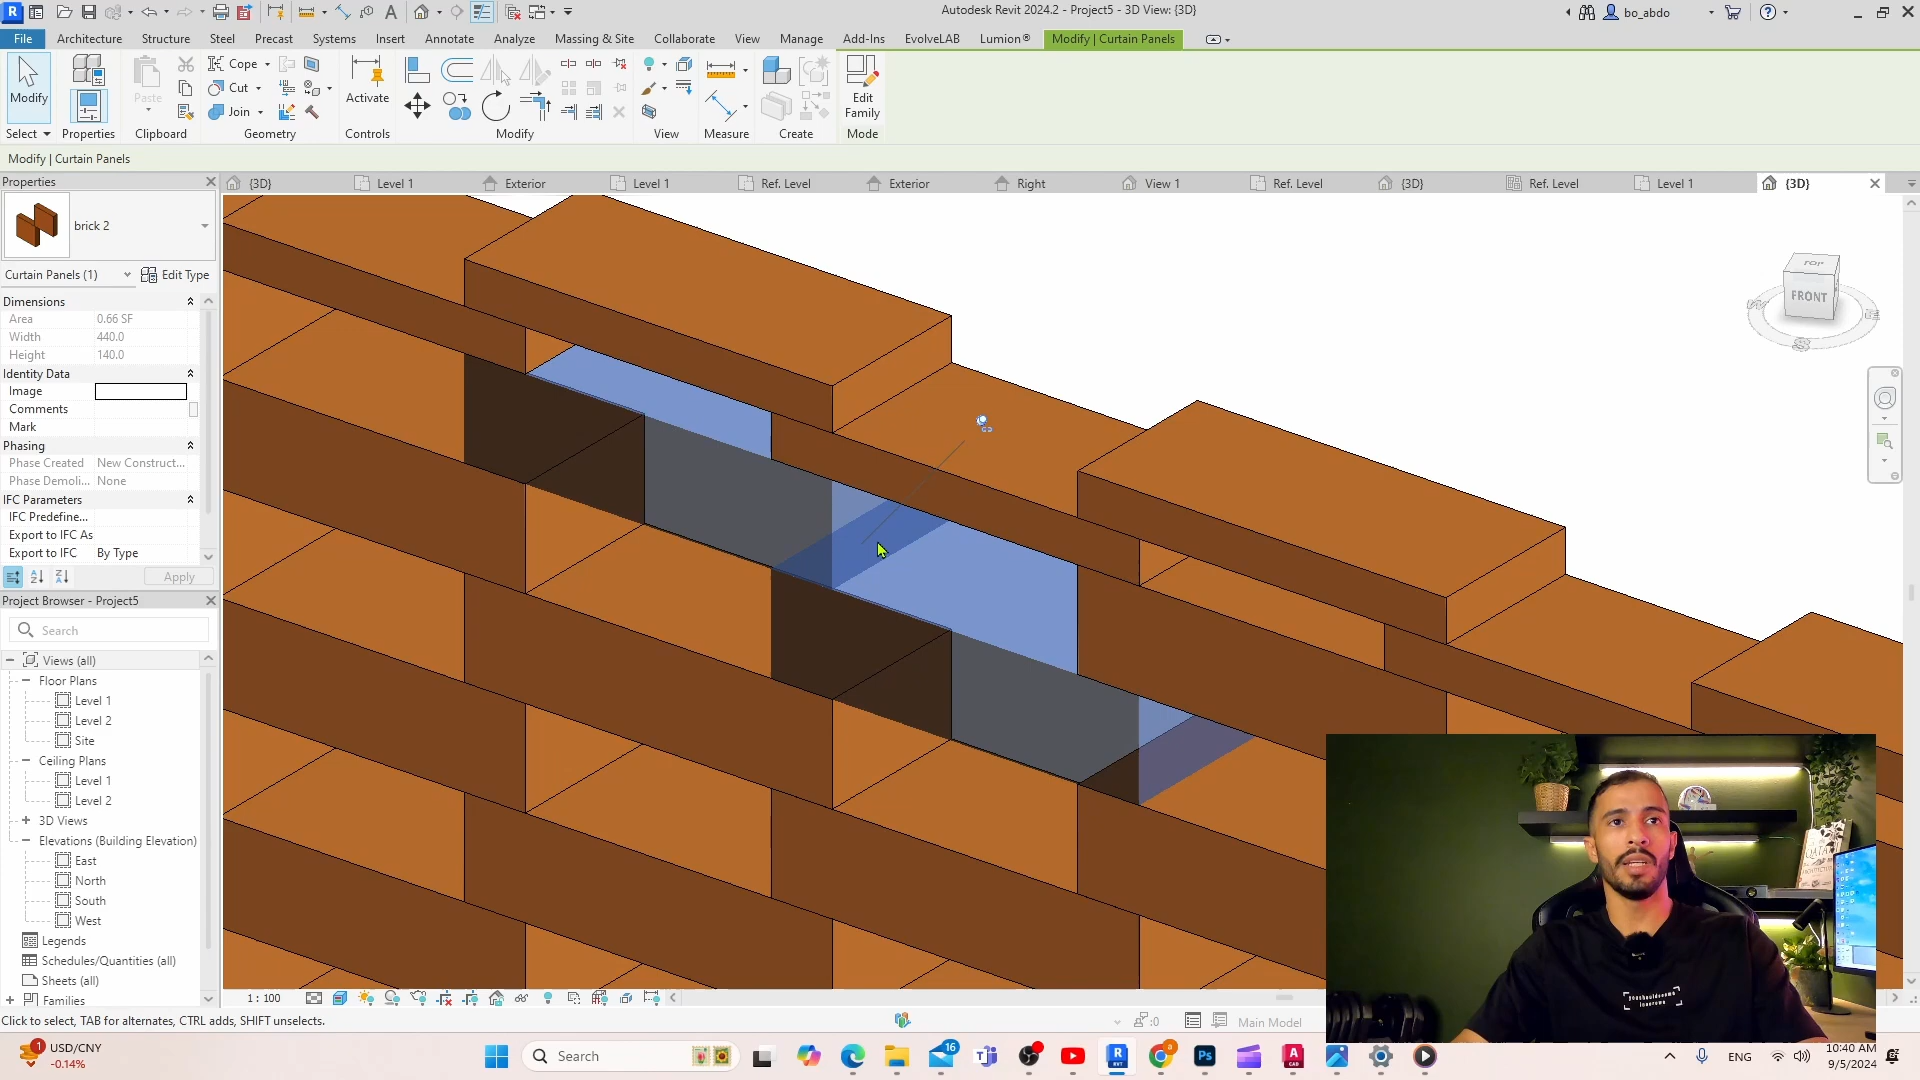 Autodesk Revit 2024.2 - Project5 - 3D View: {3D}
bo_abdo
File
Architecture
Structure
Steel
Precast
Systems
Insert
Annotate
Analyze
Massing & Site
Collaborate
View
Manage
Add-Ins
EvolveLAB
Lumion®
Modify | Curtain Panels
Modify
Paste
Cope
Cut
Join
Activate
Edit
Family
Select
Properties
Clipboard
Geometry
Controls
Modify
View
Measure
Create
Mode
Modify | Curtain Panels
Properties
{3D}
Level 1
Exterior
Level 1
Ref. Level
Exterior
Right
View 1
Ref. Level
{3D}
Ref. Level
Level 1
{3D}
brick 2
Curtain Panels (1)
Edit Type
Dimensions
Area 0.66 SF
Width 440.0
Height 140.0
Identity Data
Image
Comments
Mark
Phasing
Phase Created New Construct...
Phase Demoli... None
IFC Parameters
IFC Predefine...
Export to IFC As
Export to IFC By Type
Apply
TOP
FRONT
W
E
S
Project Browser - Project5
Search
Views (all)
Floor Plans
Level 1
Level 2
Site
Ceiling Plans
Level 1
Level 2
3D Views
Elevations (Building Elevation)
East
North
South
West
Legends
Schedules/Quantities (all)
Sheets (all)
Families
QATAR
1 : 100
Click to select, TAB for alternates, CTRL adds, SHIFT unselects.
:0
Main Model
1
USD/CNY
-0.14%
Search
16
ENG
10:40 AM
9/5/2024